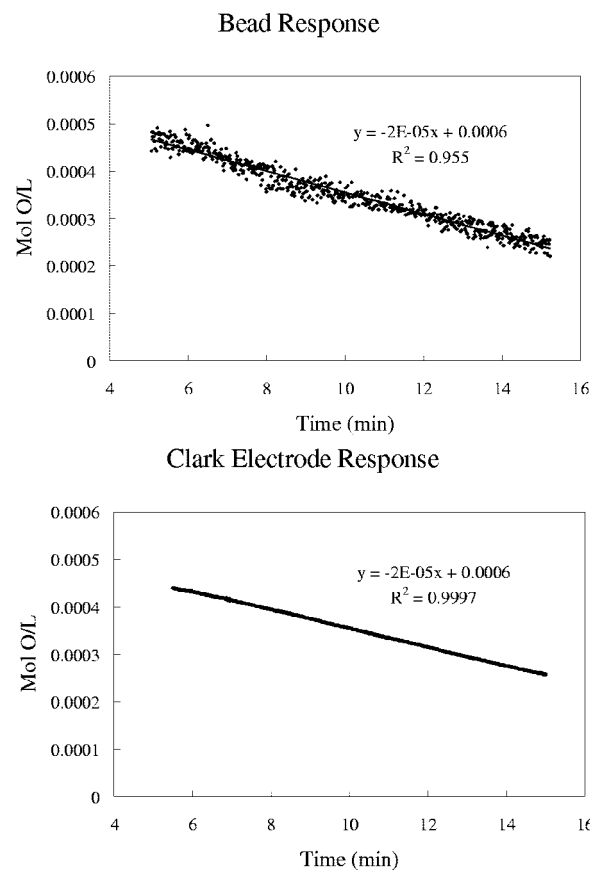 Bead Response
0.0006
0.0005
0.0004
0.0003
0.0002
0.0001
0
Mol O/L
y = -2E-05x + 0.0006
R² = 0.955
4 6 8 10 12 14 16
Time (min)
Clark Electrode Response
0.0006
0.0005
0.0004
0.0003
0.0002
0.0001
0
Mol O/L
y = -2E-05x + 0.0006
R² = 0.9997
4 6 8 10 12 14 16
Time (min)